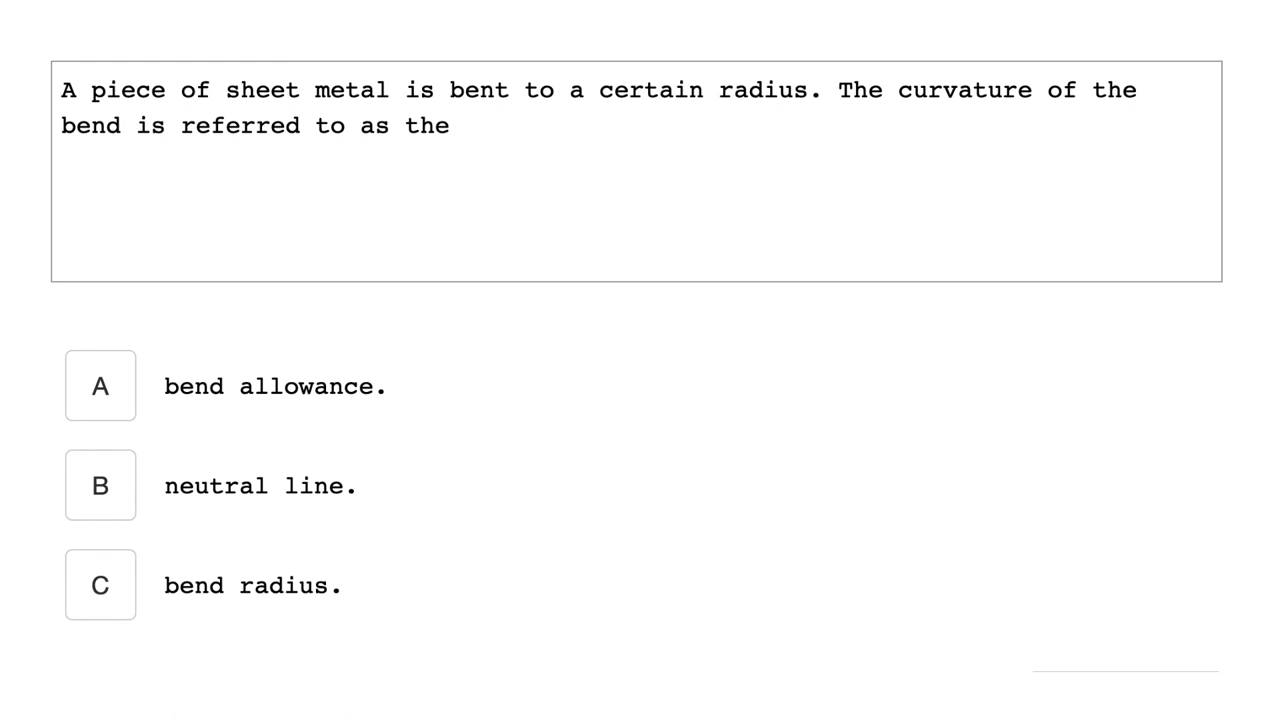 A piece of sheet metal is bent to a certain radius. The curvature of the
bend is referred to as the
A bend allowance.
B neutral line.
C bend radius.